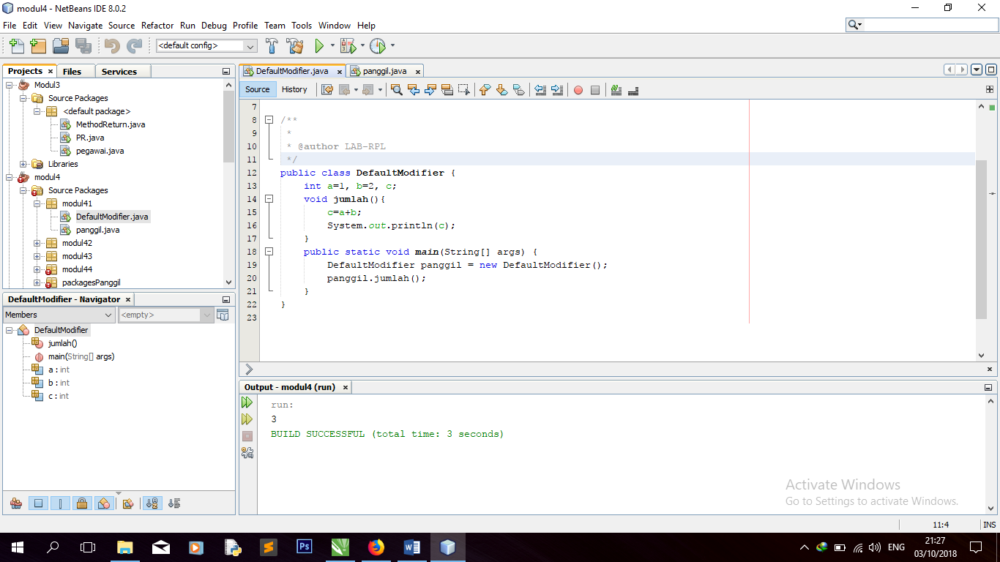 modul4 - NetBeans IDE 8.0.2
File Edit View Navigate Source Refactor Run Debug Profile Team Tools Window Help
<default config>
Projects Files Services
Modul3
Source Packages
<default package>
MethodReturn.java
PR.java
pegawai.java
Libraries
modul4
Source Packages
modul41
DefaultModifier.java
panggil.java
modul42
modul43
modul44
packagesPanggil
DefaultModifier - Navigator
Members <empty>
DefaultModifier
jumlah()
main(String[] args)
a : int
b : int
c : int
DefaultModifier.java panggil.java
Source History
7
8 /**
9 *
10 * @author LAB-RPL
11 */
12 public class DefaultModifier {
13 int a=1, b=2, c;
14 void jumlah(){
15 c=a+b;
16 System.out.println(c);
17 }
18 public static void main(String[] args) {
19 DefaultModifier panggil = new DefaultModifier();
20 panggil.jumlah();
21 }
22 }
23
Output - modul4 (run)
run:
3
BUILD SUCCESSFUL (total time: 3 seconds)
Activate Windows
Go to Settings to activate Windows.
11:4 INS
Ps
ENG
21:27
03/10/2018